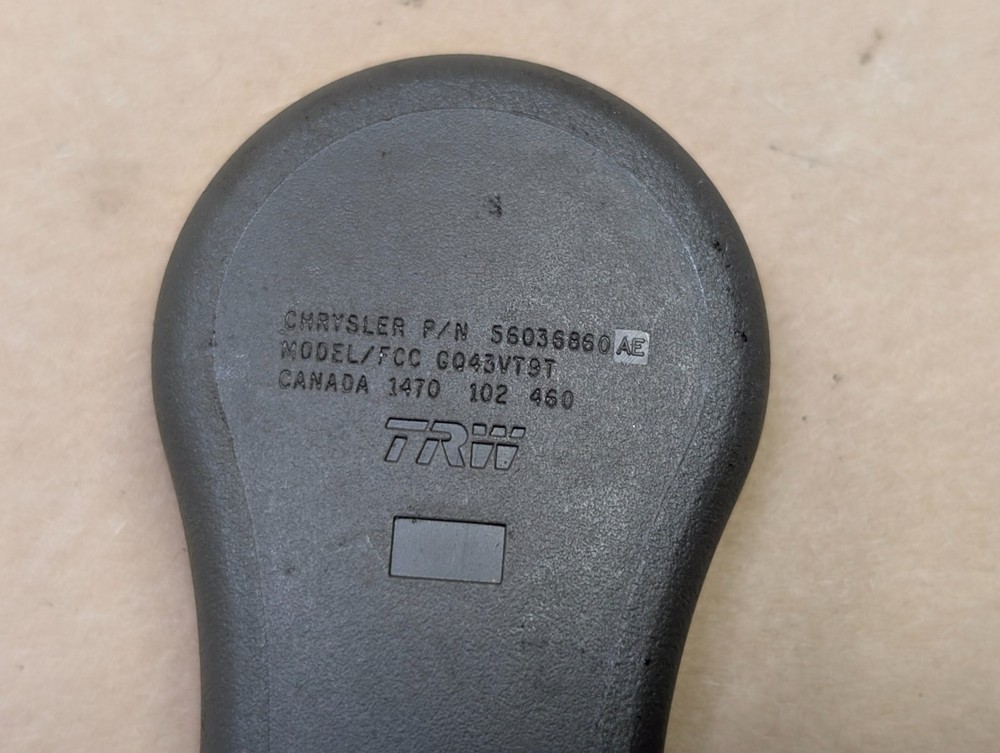 CHRYSLER P/N 56036860AE
MODEL/FCC GQ43VT9T
CANADA 1470 102 460
TRW